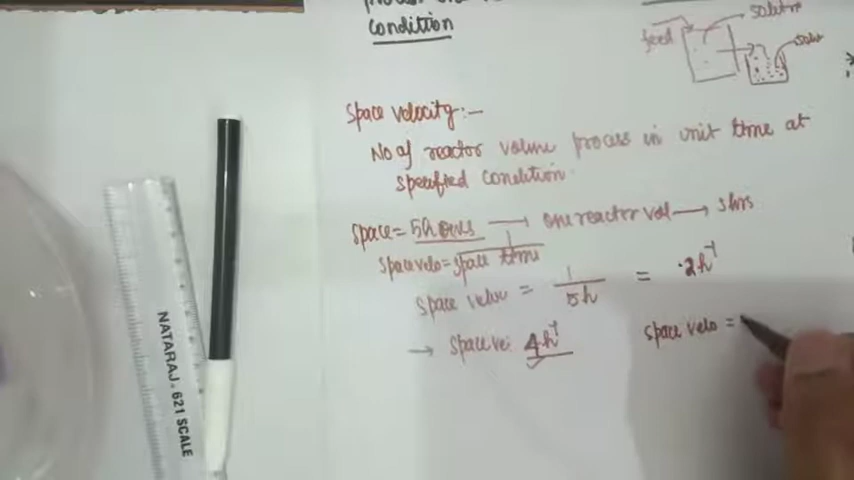 condition
feed
Space velocity:-
No of reactor volume process in unit time at
specified condition.
space = 5hours → one reactor vol → 5hrs
space velo = 1/space time
space veloc = 1/5h = .2h⁻¹
→ space ve: 4h⁻¹ space velo =
NATARAJ 621 SCALE